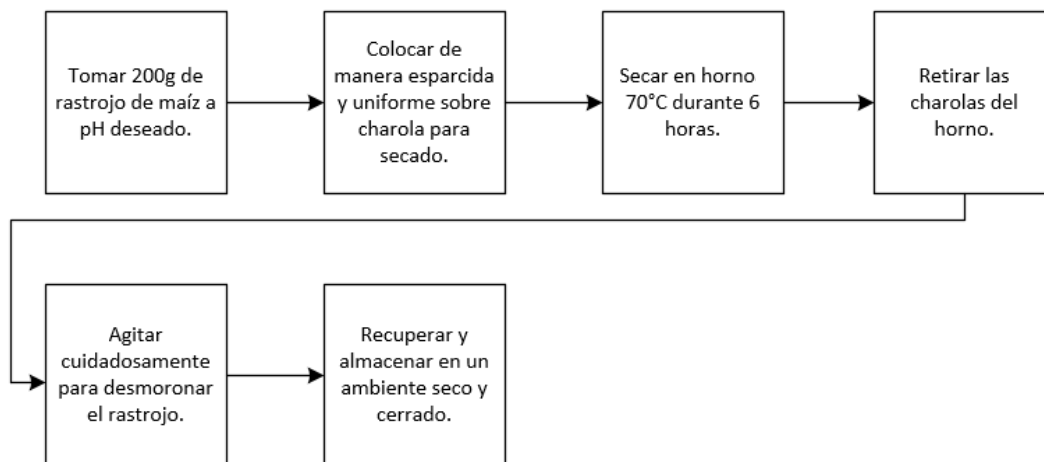 Tomar 200g de
rastrojo de maíz a
pH deseado.
Colocar de
manera esparcida
y uniforme sobre
charola para
secado.
Secar en horno
70°C durante 6
horas.
Retirar las
charolas del
horno.
Agitar
cuidadosamente
para desmoronar
el rastrojo.
Recuperar y
almacenar en un
ambiente seco y
cerrado.